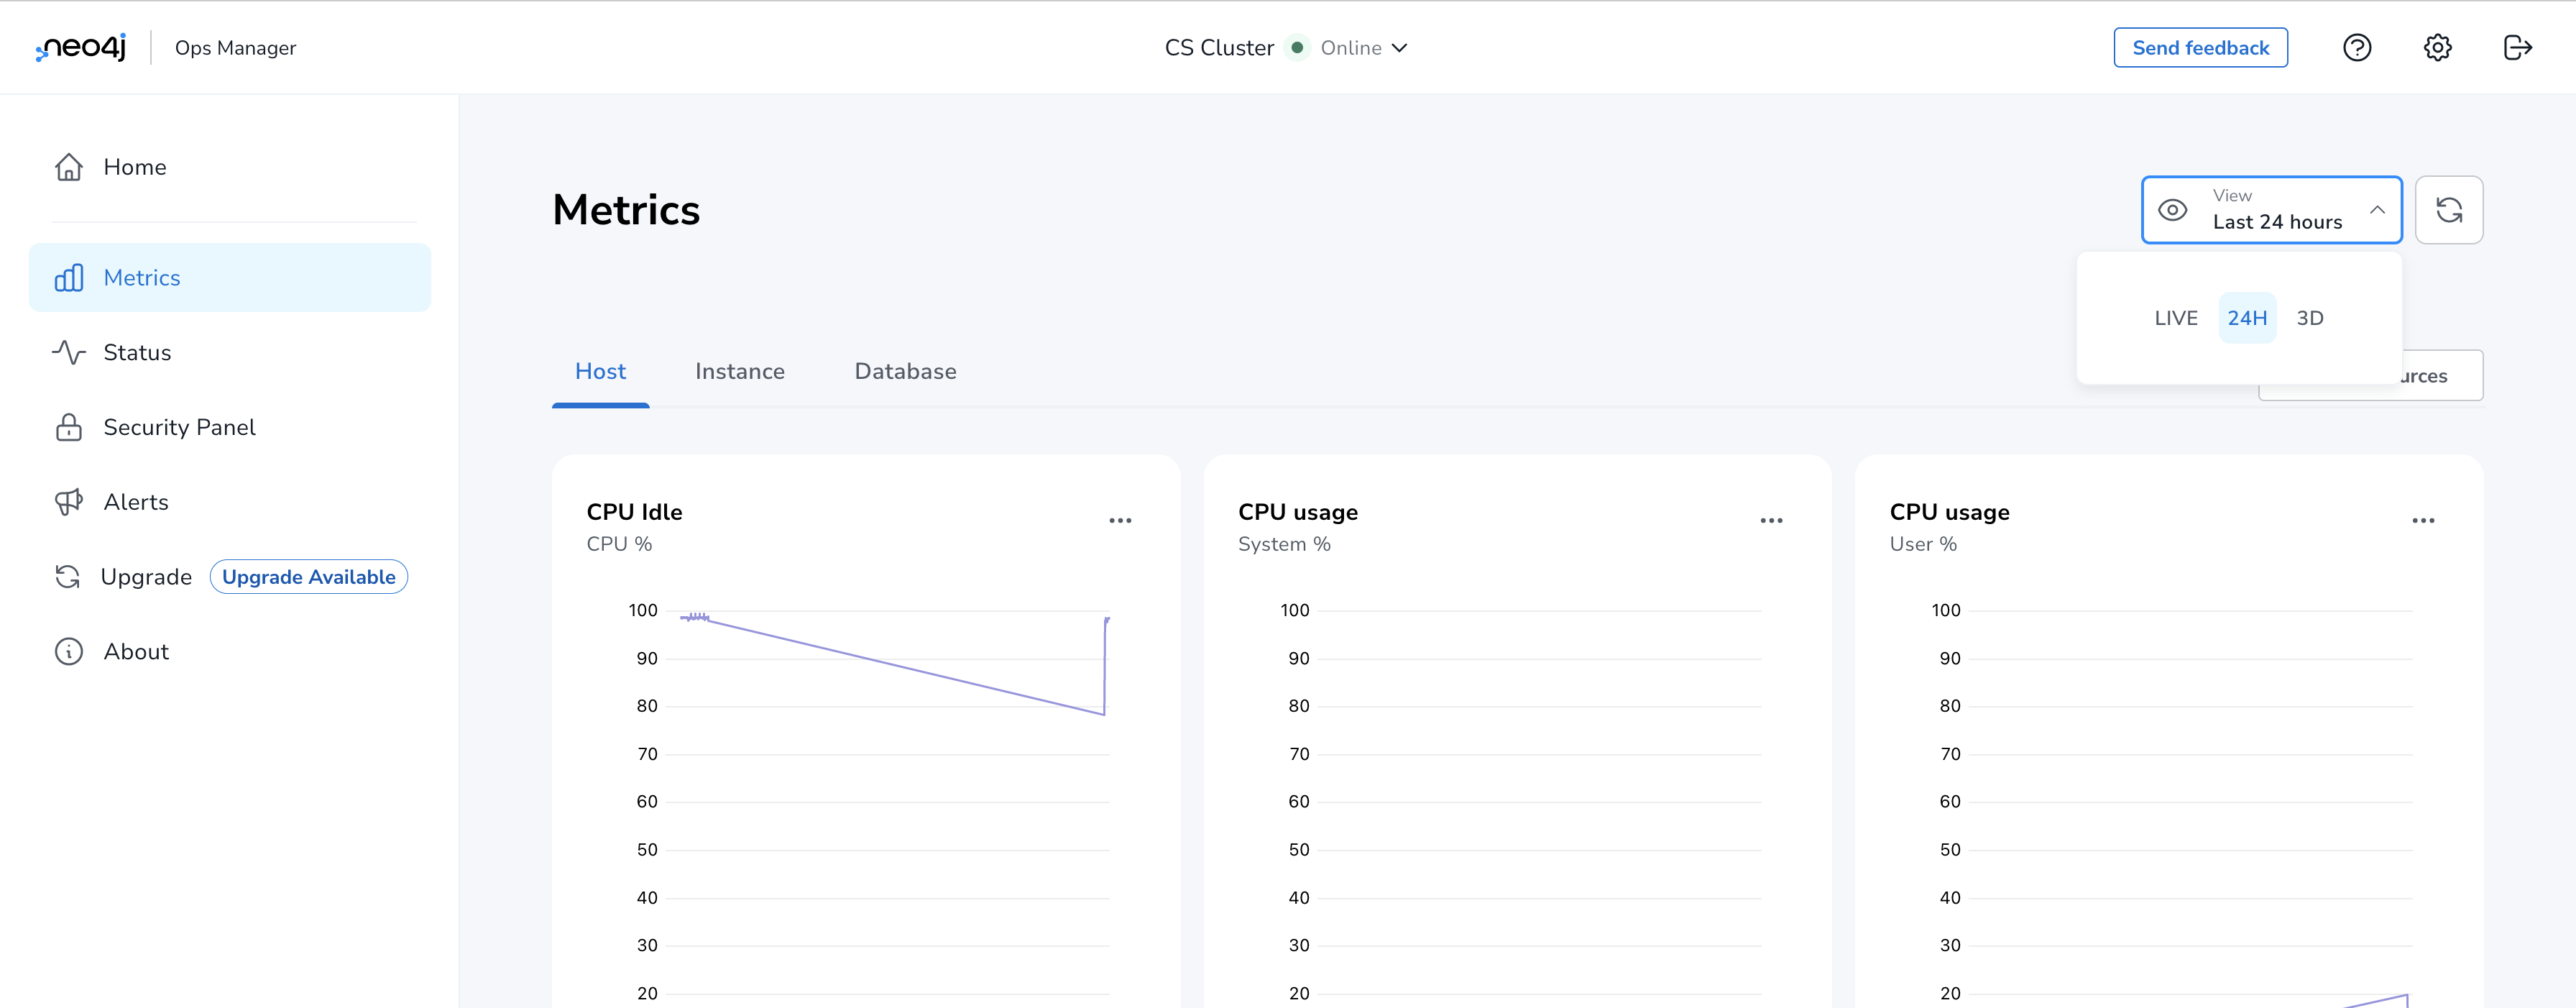 neo4j
Ops Manager
CS Cluster
Online
Send feedback
Home
Metrics
Status
Security Panel
Alerts
Upgrade
Upgrade Available
About
Metrics
View
Last 24 hours
LIVE 24H 3D
Host Instance Database
CPU Idle
CPU %
100
90
80
70
60
50
40
30
20
CPU usage
System %
100
90
80
70
60
50
40
30
20
CPU usage
User %
100
90
80
70
60
50
40
30
20